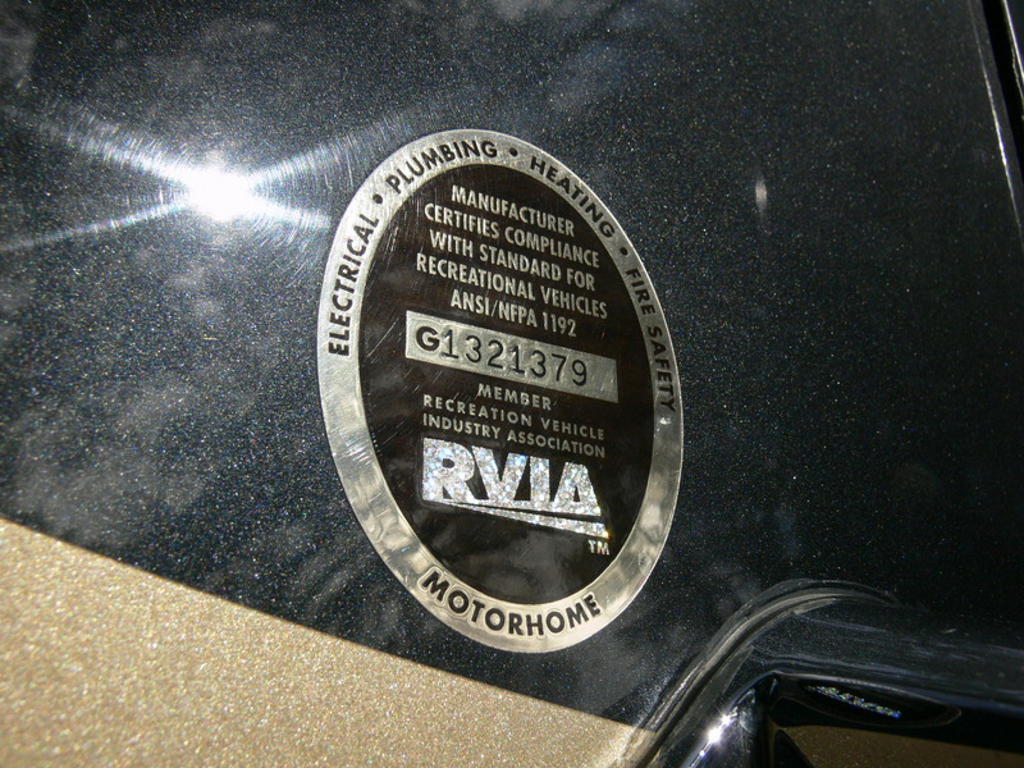 ELECTRICAL • PLUMBING • HEATING • FIRE SAFETY
MANUFACTURER
CERTIFIES COMPLIANCE
WITH STANDARD FOR
RECREATIONAL VEHICLES
ANSI/NFPA 1192
G1321379
MEMBER
RECREATION VEHICLE
INDUSTRY ASSOCIATION
RVIA
TM
MOTORHOME